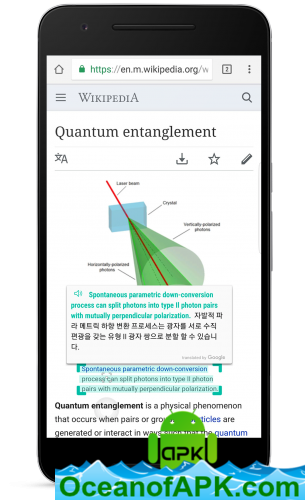 https://en.m.wikipedia.org/w
2
WIKIPEDIA
Quantum entanglement
Laser beam
Crystal
Vertically-polarized
photons
Horizontally-polarized
photons
Spontaneous parametric down-conversion
process can split photons into type II photon pairs
with mutually perpendicular polarization. 자발적 파
라 메트릭 하향 변환 프로세스는 광자를 서로 수직
편광을 갖는 유형 II 광자 쌍으로 분할 할 수 있습니
다.
translated by Google
Spontaneous parametric down-conversion
process can split photons into type II photon
pairs with mutually perpendicular polarization.
Quantum entanglement is a physical phenomenon
that occurs when pairs or particles are
generated or interact in ways such that the quantum
apk
OceanofAPK.com